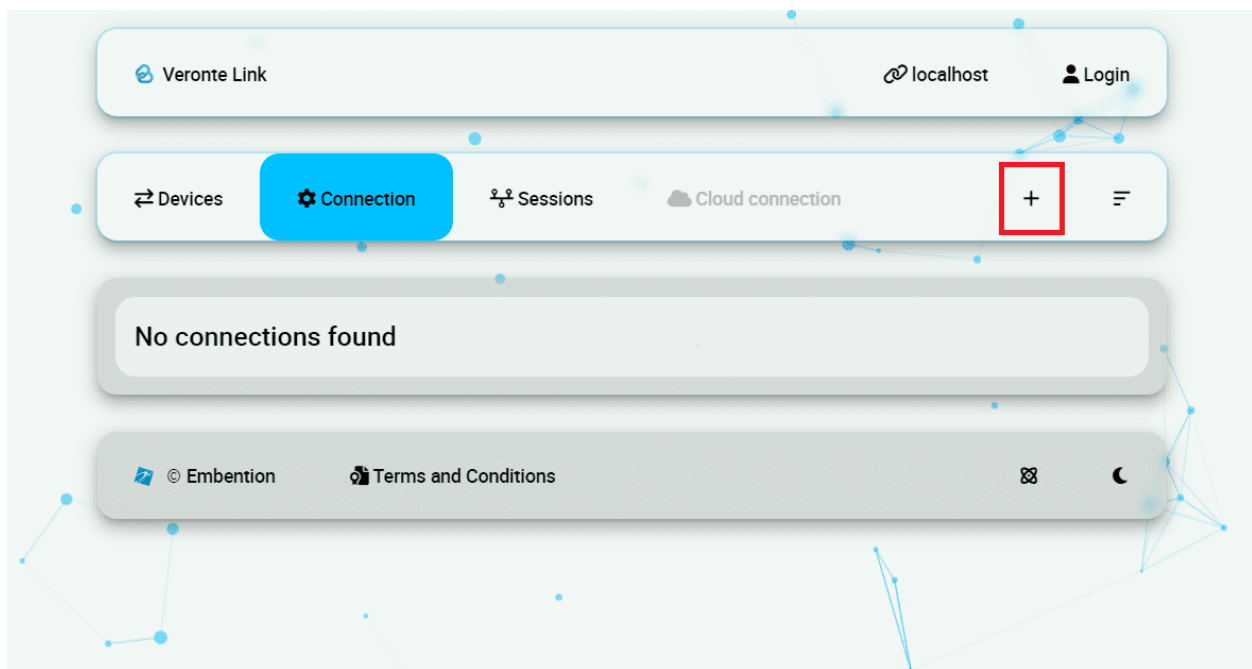 Veronte Link localhost Login
Devices Connection Sessions Cloud connection +
No connections found
© Embention Terms and Conditions